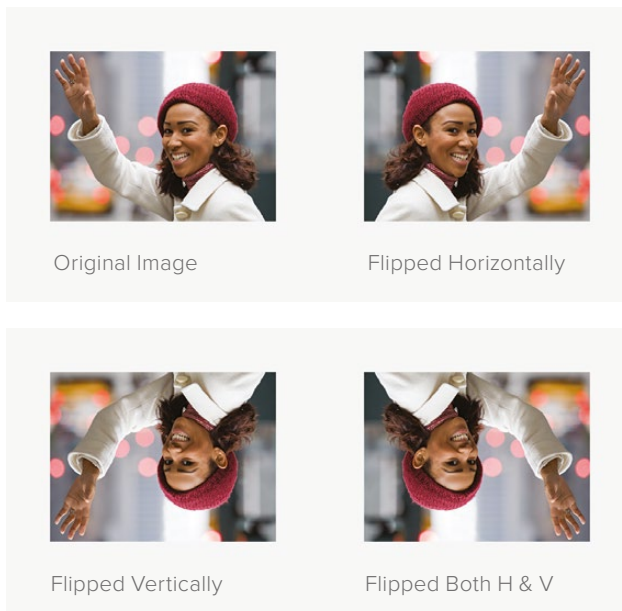 Original Image
Flipped Horizontally
Flipped Vertically
Flipped Both H & V